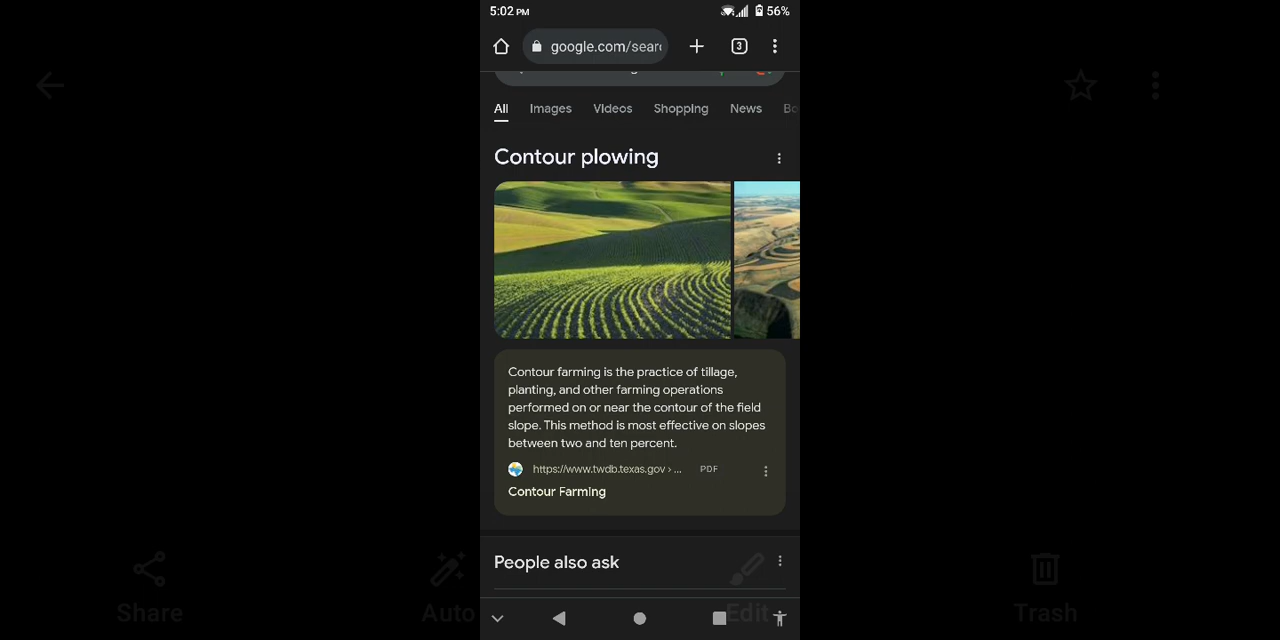 5:02 PM
56%
google.com/sear
3
All Images Videos Shopping News Bo
Contour plowing
Contour farming is the practice of tillage,
planting, and other farming operations
performed on or near the contour of the field
slope. This method is most effective on slopes
between two and ten percent.
https://www.twdb.texas.gov › ... PDF
Contour Farming
People also ask
Share Auto Edit Trash